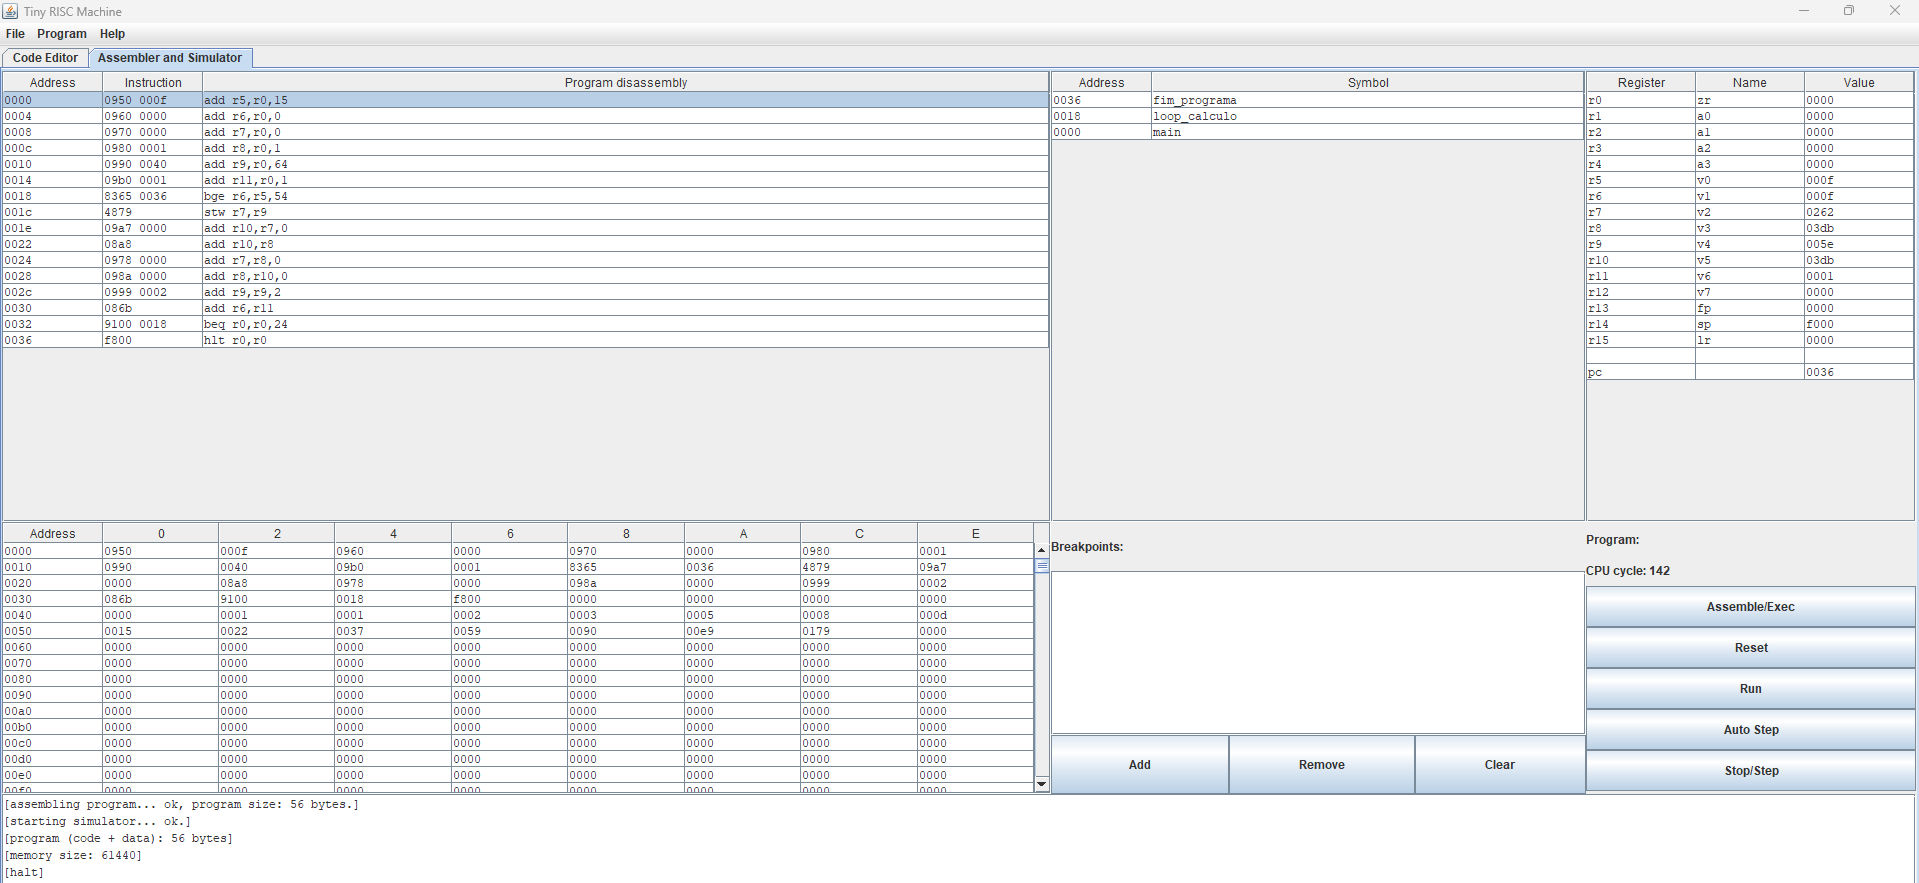 Tiny RISC Machine
File Program Help
Code Editor Assembler and Simulator
Address Instruction Program disassembly
0000 0950 000f add r5,r0,15
0004 0960 0000 add r6,r0,0
0008 0970 0000 add r7,r0,0
000c 0980 0001 add r8,r0,1
0010 0990 0040 add r9,r0,64
0014 09b0 0001 add r11,r0,1
0018 8365 0036 bge r6,r5,54
001c 4879 stw r7,r9
001e 09a7 0000 add r10,r7,0
0022 08a8 add r10,r8
0024 0978 0000 add r7,r8,0
0028 098a 0000 add r8,r10,0
002c 0999 0002 add r9,r9,2
0030 086b add r6,r11
0032 9100 0018 beq r0,r0,24
0036 f800 hlt r0,r0
Address Symbol
0036 fim_programa
0018 loop_calculo
0000 main
Register Name Value
r0 zr 0000
r1 a0 0000
r2 a1 0000
r3 a2 0000
r4 a3 0000
r5 v0 000f
r6 v1 000f
r7 v2 0262
r8 v3 03db
r9 v4 005e
r10 v5 03db
r11 v6 0001
r12 v7 0000
r13 fp 0000
r14 sp f000
r15 lr 0000
pc 0036
Address 0 2 4 6 8 A C E
0000 0950 000f 0960 0000 0970 0000 0980 0001
0010 0990 0040 09b0 0001 8365 0036 4879 09a7
0020 0000 08a8 0978 0000 098a 0000 0999 0002
0030 086b 9100 0018 f800 0000 0000 0000 0000
0040 0000 0001 0001 0002 0003 0005 0008 000d
0050 0015 0022 0037 0059 0090 00e9 0179 0000
0060 0000 0000 0000 0000 0000 0000 0000 0000
0070 0000 0000 0000 0000 0000 0000 0000 0000
0080 0000 0000 0000 0000 0000 0000 0000 0000
0090 0000 0000 0000 0000 0000 0000 0000 0000
00a0 0000 0000 0000 0000 0000 0000 0000 0000
00b0 0000 0000 0000 0000 0000 0000 0000 0000
00c0 0000 0000 0000 0000 0000 0000 0000 0000
00d0 0000 0000 0000 0000 0000 0000 0000 0000
00e0 0000 0000 0000 0000 0000 0000 0000 0000
00f0 0000 0000 0000 0000 0000 0000 0000 0000
Breakpoints:
Add Remove Clear
Program:
CPU cycle: 142
Assemble/Exec
Reset
Run
Auto Step
Stop/Step
[assembling program... ok, program size: 56 bytes.]
[starting simulator... ok.]
[program (code + data): 56 bytes]
[memory size: 61440]
[halt]